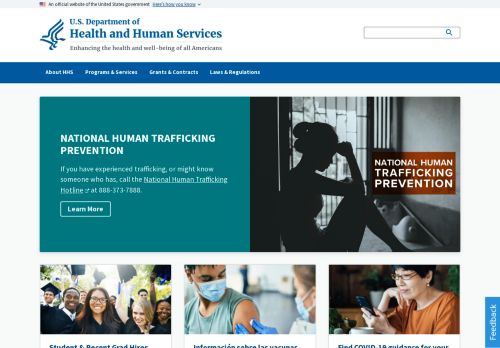 An official website of the United States government Here's how you know
U.S. Department of
Health and Human Services
Enhancing the health and well-being of all Americans
About HHS Programs & Services Grants & Contracts Laws & Regulations
NATIONAL HUMAN TRAFFICKING
PREVENTION
If you have experienced trafficking, or might know
someone who has, call the National Human Trafficking
Hotline at 888-373-7888.
Learn More
NATIONAL HUMAN
TRAFFICKING
PREVENTION
Feedback
Student & Recent Grad Hires
Información sobre las vacunas
Find COVID-19 guidance for your